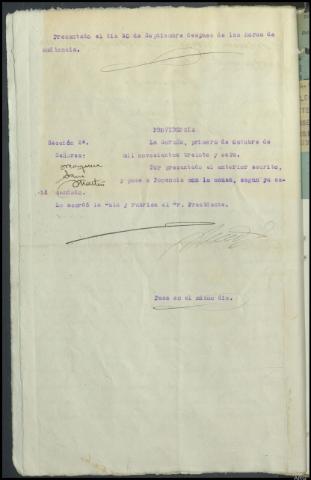 Presentado el día 30 de Septiembre despues de las horas de
audiencia.
PROVIDENCIA
Sección 2ª. La Coruña, primero de Octubre de
Señores: mil novecientos treinta y seis.
Por presentado el anterior escrito,
y pase a Ponencia con la causa, según ya es-
Martin
tá mandado.
Lo acordó la Sala y rubrica el Sr. Presidente.
Pasa en el mismo día.